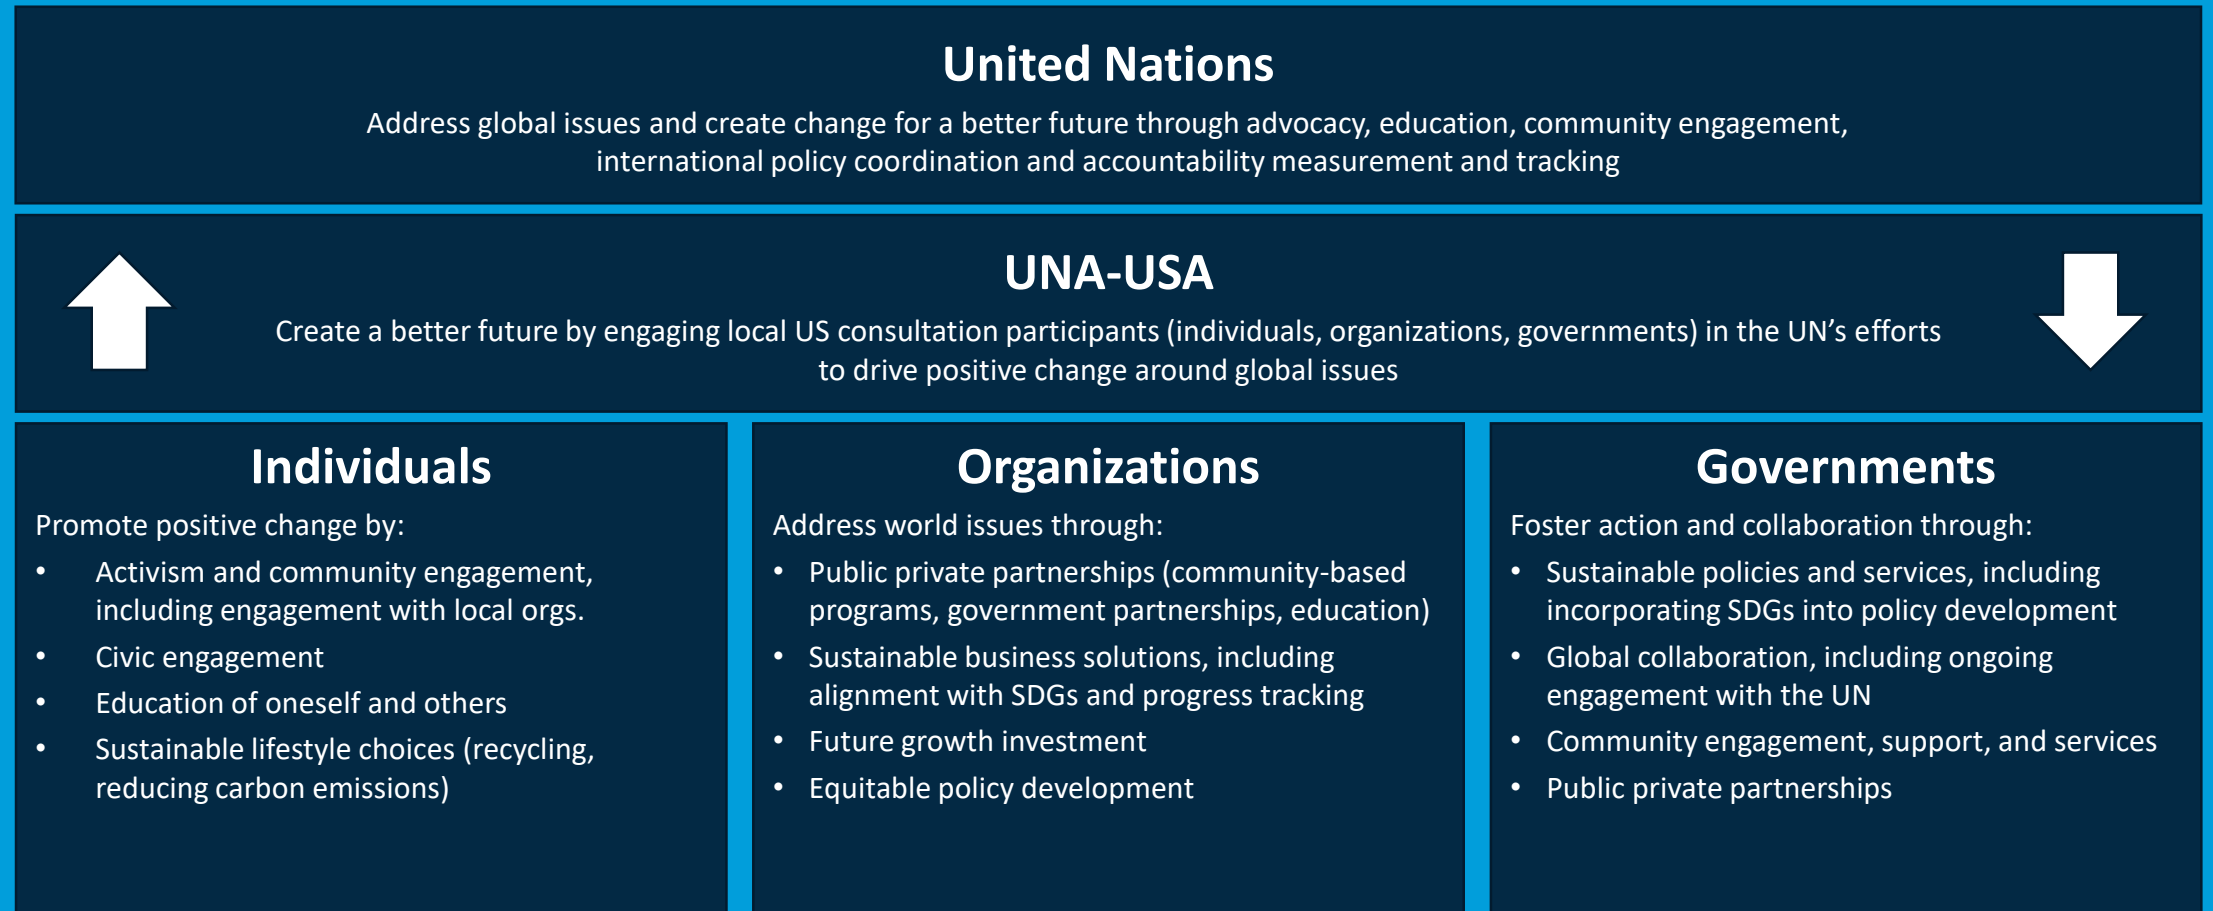 United Nations
Address global issues and create change for a better future through advocacy, education, community engagement,
international policy coordination and accountability measurement and tracking
UNA-USA
Create a better future by engaging local US consultation participants (individuals, organizations, governments) in the UN’s efforts
to drive positive change around global issues
Individuals
Promote positive change by:
• Activism and community engagement,
including engagement with local orgs.
• Civic engagement
• Education of oneself and others
• Sustainable lifestyle choices (recycling,
reducing carbon emissions)
Organizations
Address world issues through:
• Public private partnerships (community-based
programs, government partnerships, education)
• Sustainable business solutions, including
alignment with SDGs and progress tracking
• Future growth investment
• Equitable policy development
Governments
Foster action and collaboration through:
• Sustainable policies and services, including
incorporating SDGs into policy development
• Global collaboration, including ongoing
engagement with the UN
• Community engagement, support, and services
• Public private partnerships